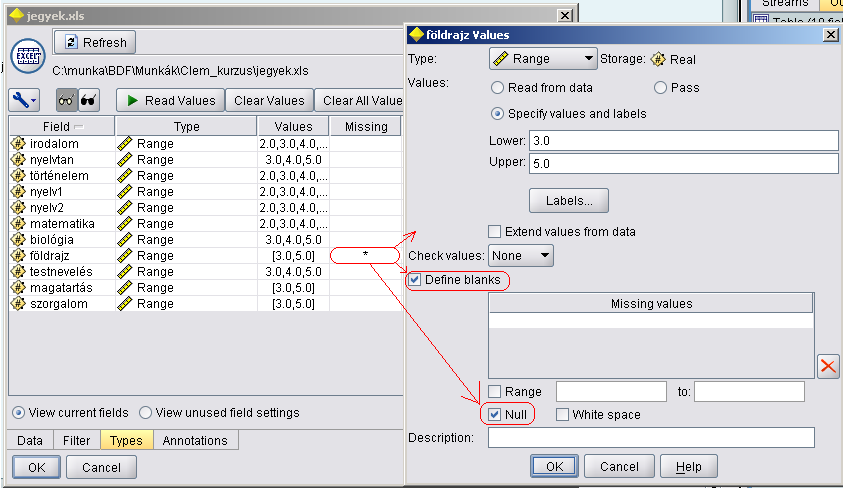 jegyek.xls
EXCEL
Refresh
C:\munka\BDF\Munkák\Clem_kurzus\jegyek.xls
Read Values
Clear Values
Clear All Value
Field
Type
Values
Missing
irodalom
Range
2.0,3.0,4.0,...
nyelvtan
Range
3.0,4.0,5.0
történelem
Range
2.0,3.0,4.0,...
nyelv1
Range
2.0,3.0,4.0,...
nyelv2
Range
2.0,3.0,4.0,...
matematika
Range
2.0,3.0,4.0,...
biológia
Range
3.0,4.0,5.0
földrajz
Range
[3.0,5.0]
*
testnevelés
Range
3.0,4.0,5.0
magatartás
Range
[3.0,5.0]
szorgalom
Range
[3.0,5.0]
View current fields
View unused field settings
Data
Filter
Types
Annotations
OK
Cancel
Streams
földrajz Values
Type:
Range
Storage:
Real
Values:
Read from data
Pass
Specify values and labels
Lower:
3.0
Upper:
5.0
Labels...
Extend values from data
Check values:
None
Define blanks
Missing values
Range
to:
Null
White space
Description:
OK
Cancel
Help